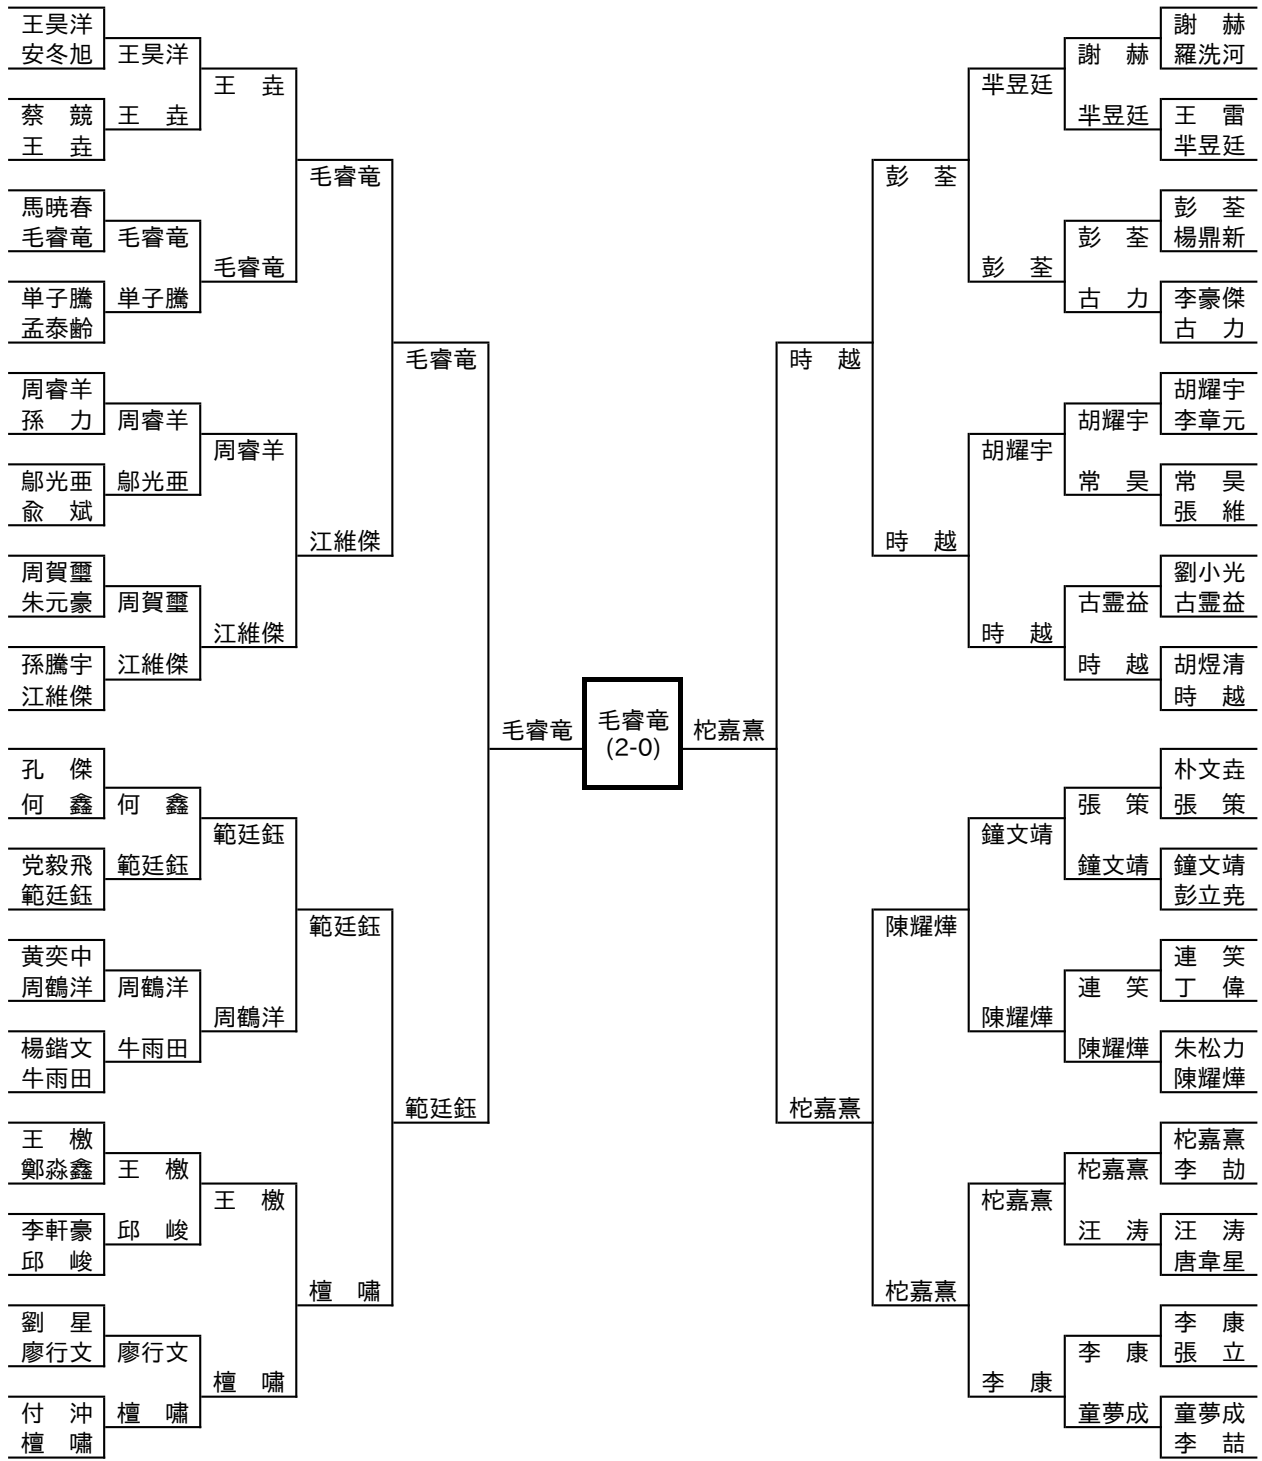 王昊洋
安冬旭
蔡　競
王　垚
馬暁春
毛睿竜
単子騰
孟泰齢
周睿羊
孫　力
鄔光亜
兪　斌
周賀璽
朱元豪
孫騰宇
江維傑
孔　傑
何　鑫
党毅飛
範廷鈺
黄奕中
周鶴洋
楊鍇文
牛雨田
王　檄
鄭淼鑫
李軒豪
邱　峻
劉　星
廖行文
付　沖
檀　嘯
王昊洋
王　垚
毛睿竜
単子騰
周睿羊
鄔光亜
周賀璽
江維傑
何　鑫
範廷鈺
周鶴洋
牛雨田
王　檄
邱　峻
廖行文
檀　嘯
王　垚
毛睿竜
周睿羊
江維傑
範廷鈺
周鶴洋
王　檄
檀　嘯
毛睿竜
江維傑
範廷鈺
檀　嘯
毛睿竜
範廷鈺
毛睿竜
毛睿竜
(2-0)
柁嘉熹
時　越
柁嘉熹
彭　荃
時　越
陳耀燁
柁嘉熹
羋昱廷
彭　荃
胡耀宇
時　越
鐘文靖
陳耀燁
柁嘉熹
李　康
謝　赫
羋昱廷
彭　荃
古　力
胡耀宇
常　昊
古霊益
時　越
張　策
鐘文靖
連　笑
陳耀燁
柁嘉熹
汪　涛
李　康
童夢成
謝　赫
羅洗河
王　雷
羋昱廷
彭　荃
楊鼎新
李豪傑
古　力
胡耀宇
李章元
常　昊
張　維
劉小光
古霊益
胡煜清
時　越
朴文垚
張　策
鐘文靖
彭立尭
連　笑
丁　偉
朱松力
陳耀燁
柁嘉熹
李　劼
汪　涛
唐韋星
李　康
張　立
童夢成
李　喆